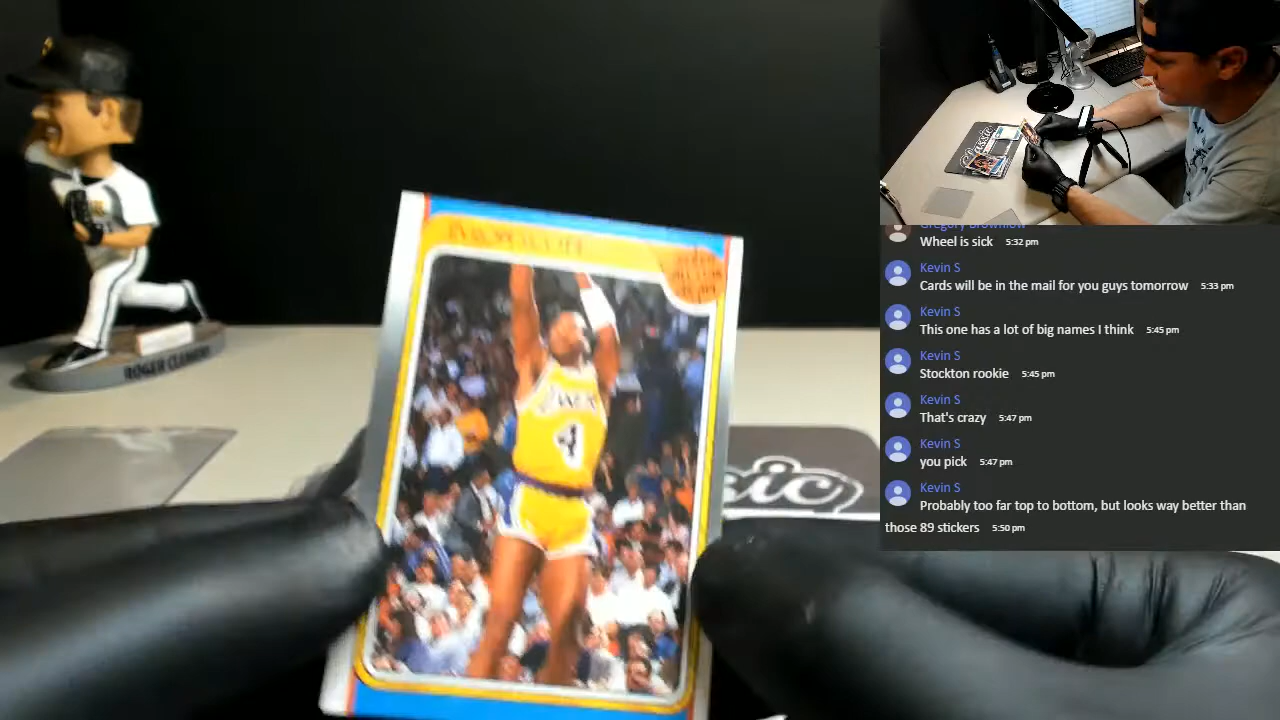 ROGER CLEMENS
4
Classic
Wheel is sick 5:32 pm
Kevin S
Cards will be in the mail for you guys tomorrow 5:33 pm
Kevin S
This one has a lot of big names I think 5:45 pm
Kevin S
Stockton rookie 5:45 pm
Kevin S
That's crazy 5:47 pm
Kevin S
you pick 5:47 pm
Kevin S
Probably too far top to bottom, but looks way better than
those 89 stickers 5:50 pm